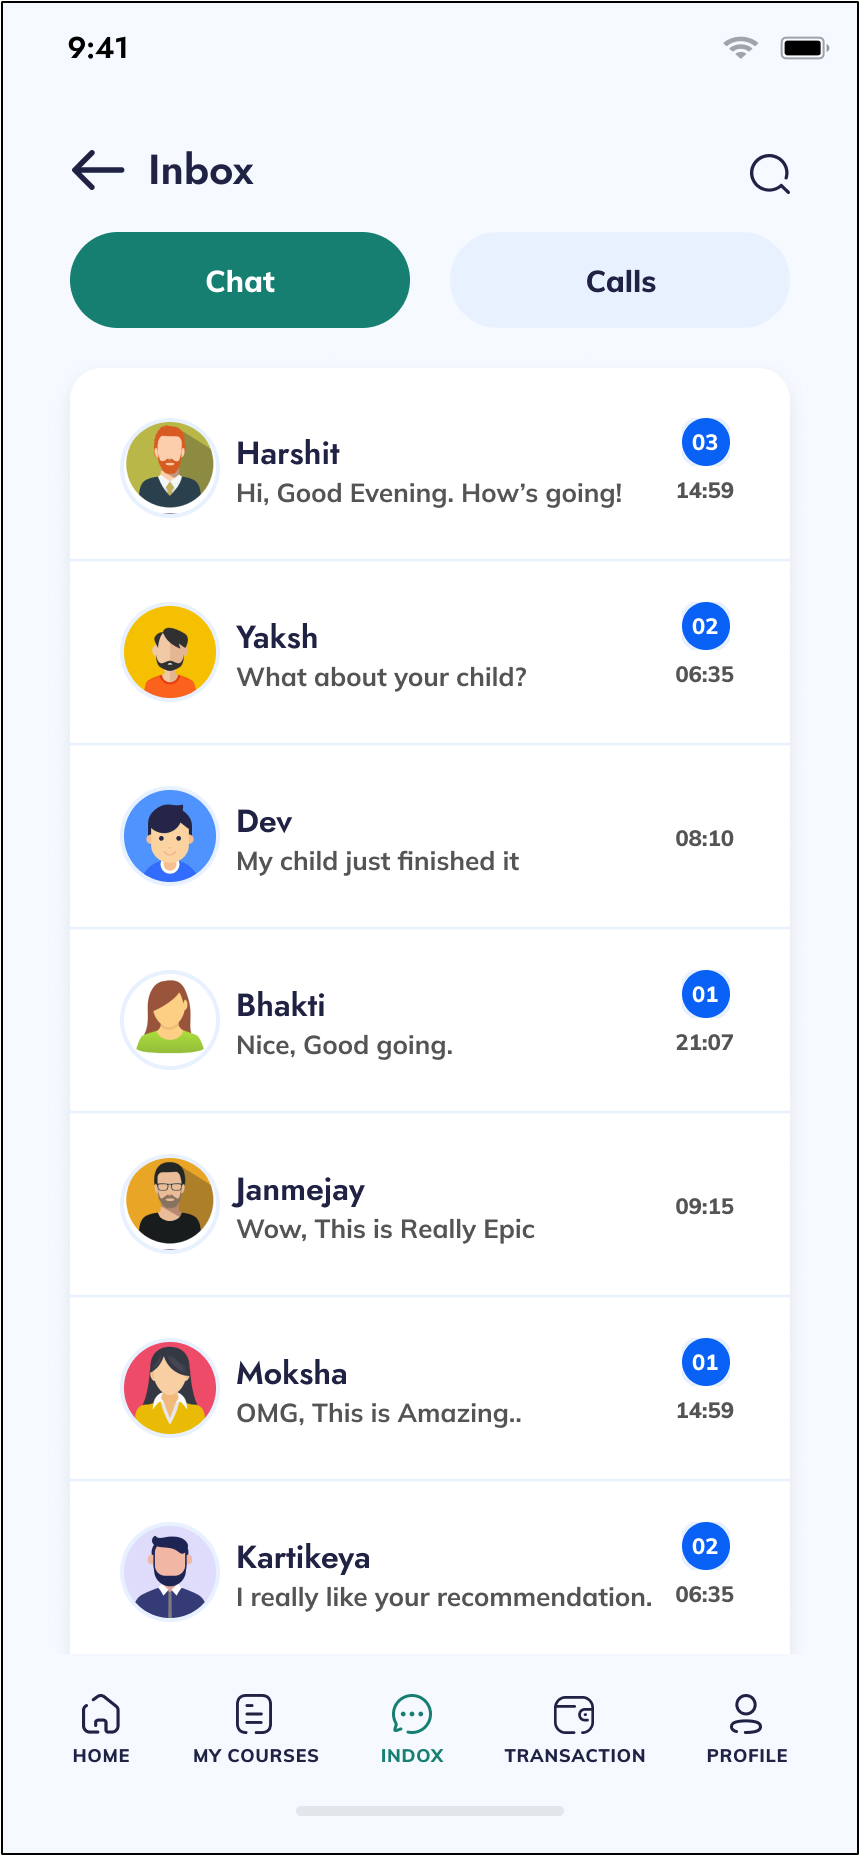 9:41
Inbox
Chat
Calls
Harshit
03
Hi, Good Evening. How’s going!
14:59
Yaksh
02
What about your child?
06:35
Dev
My child just finished it
08:10
Bhakti
01
Nice, Good going.
21:07
Janmejay
Wow, This is Really Epic
09:15
Moksha
01
OMG, This is Amazing..
14:59
Kartikeya
02
I really like your recommendation.
06:35
HOME
MY COURSES
INDOX
TRANSACTION
PROFILE